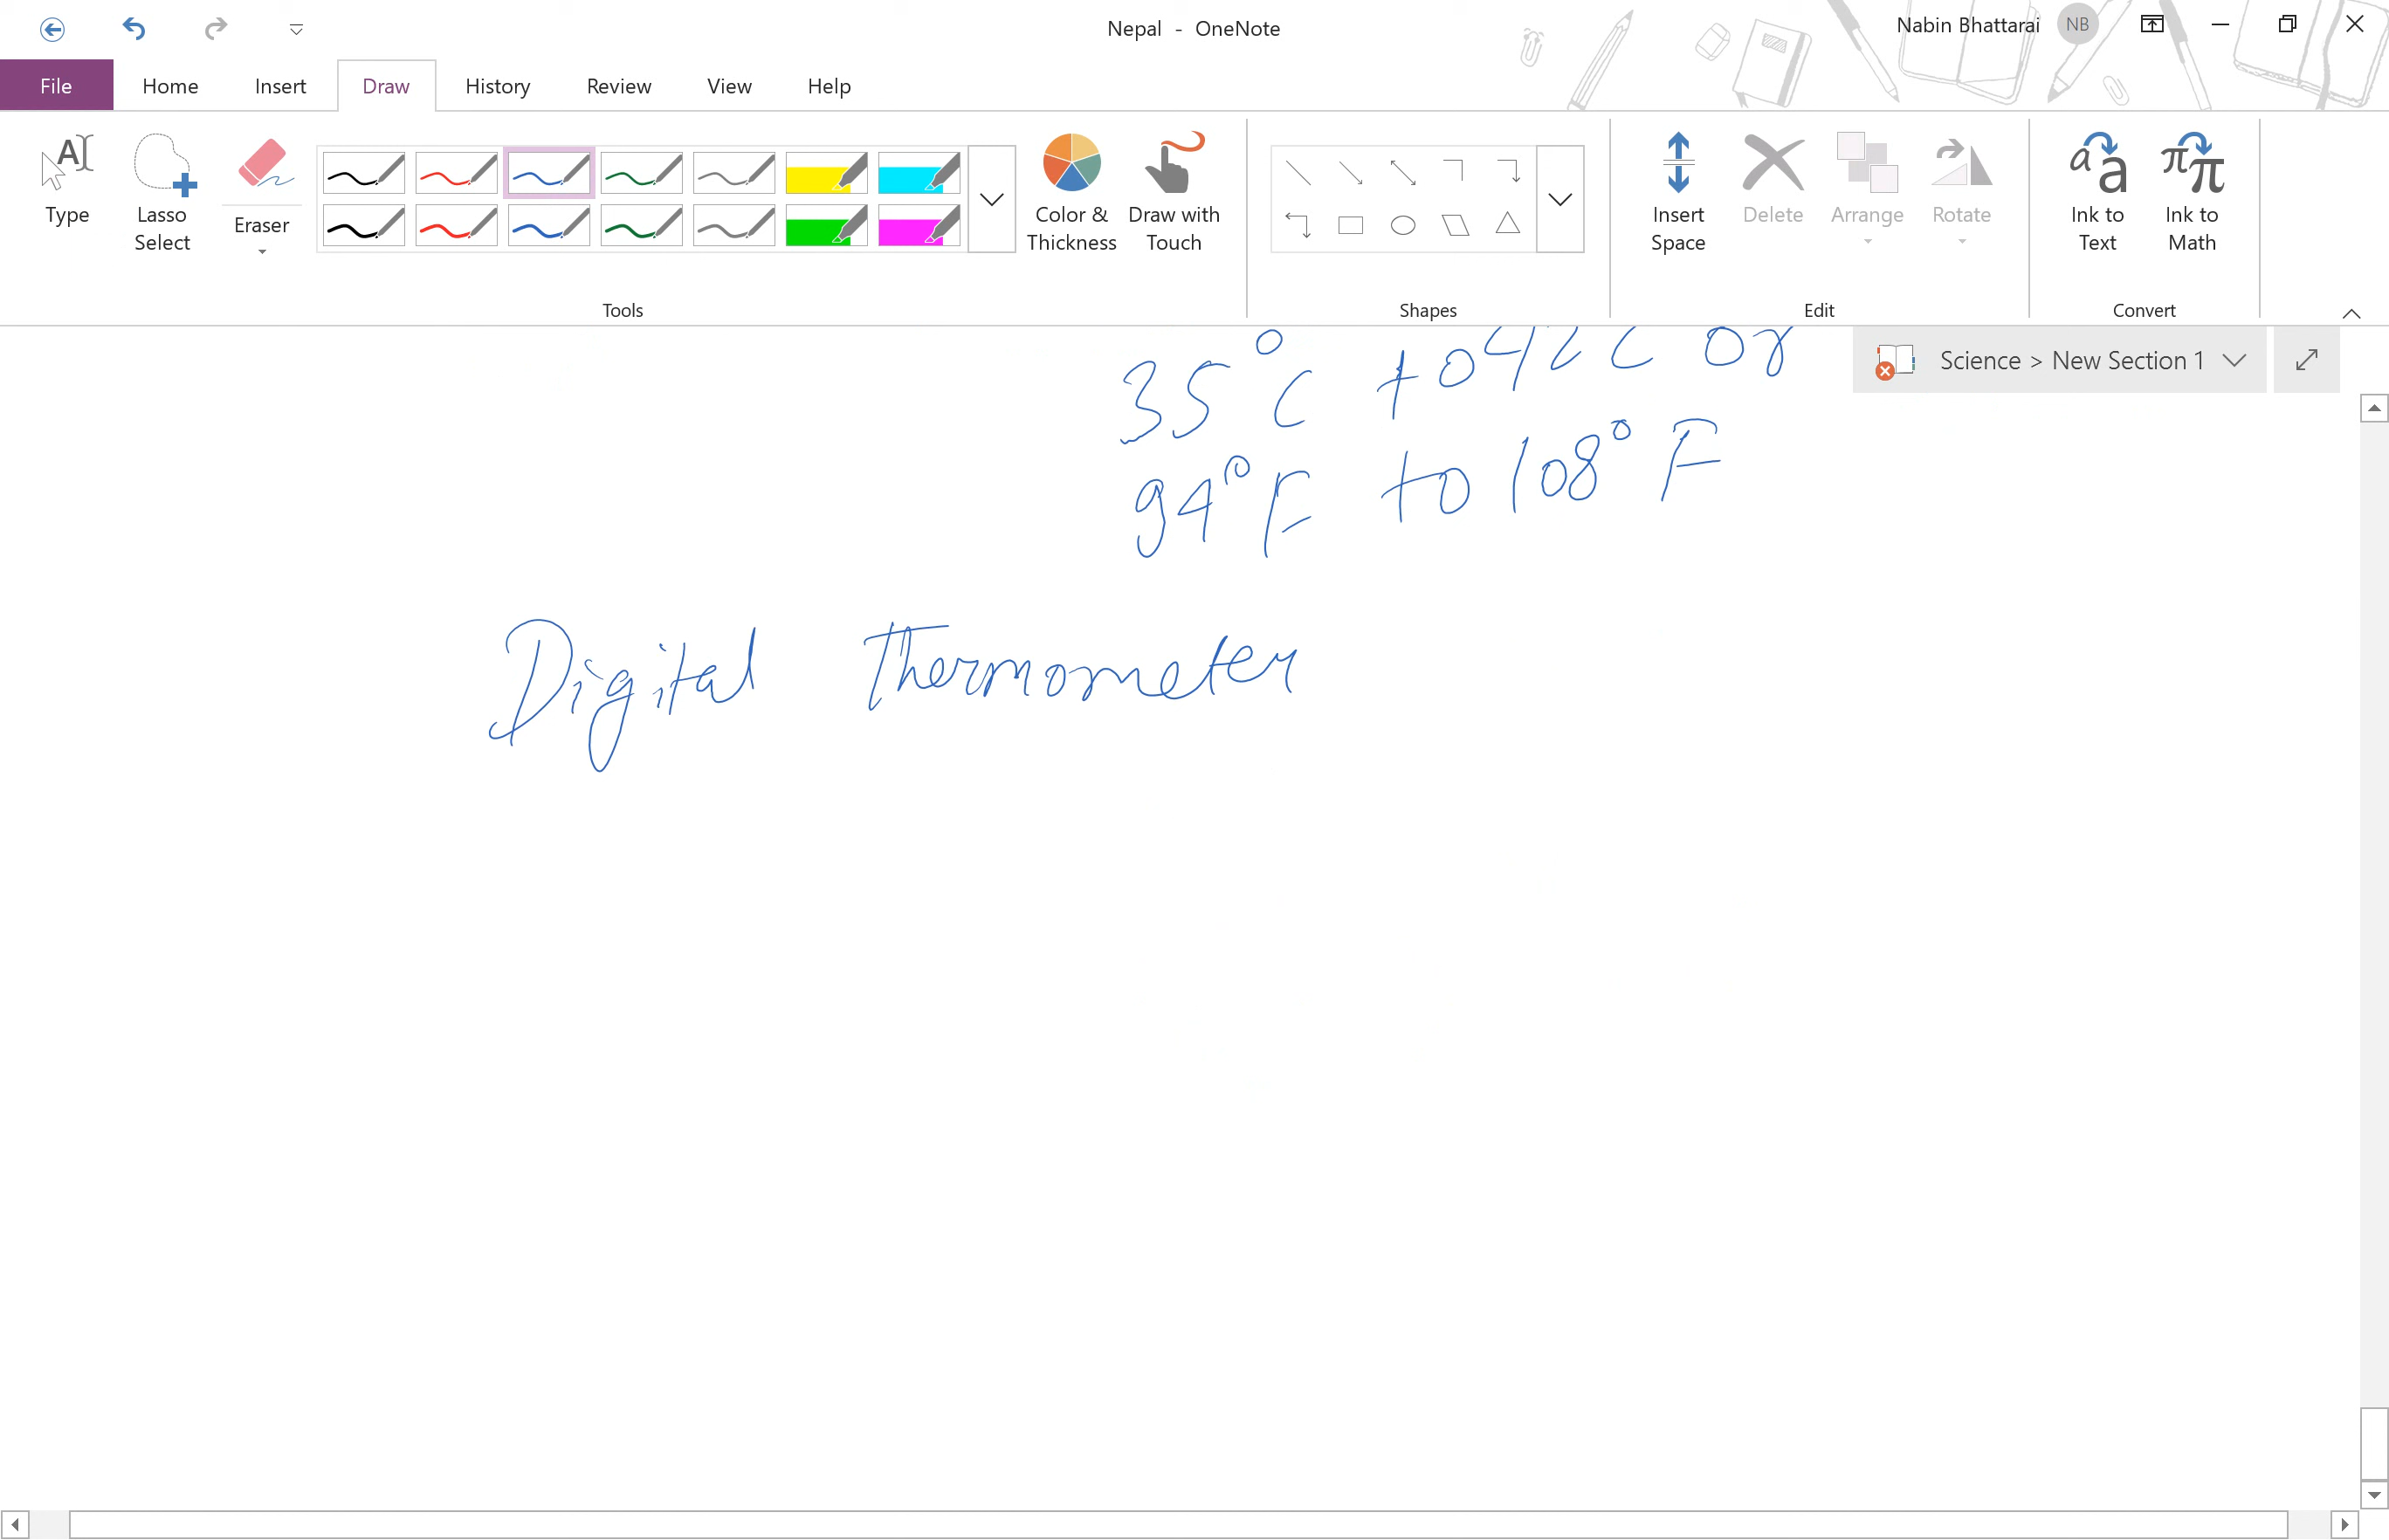 Nepal - OneNote
Nabin Bhattarai NB
File Home Insert Draw History Review View Help
Type
Lasso Select
Eraser
Color & Thickness
Draw with Touch
Insert Space
Delete
Arrange
Rotate
Ink to Text
Ink to Math
Tools
Shapes
Edit
Convert
Science > New Section 1
35°C to 42°C or
94°F to 108°F
Digital Thermometer